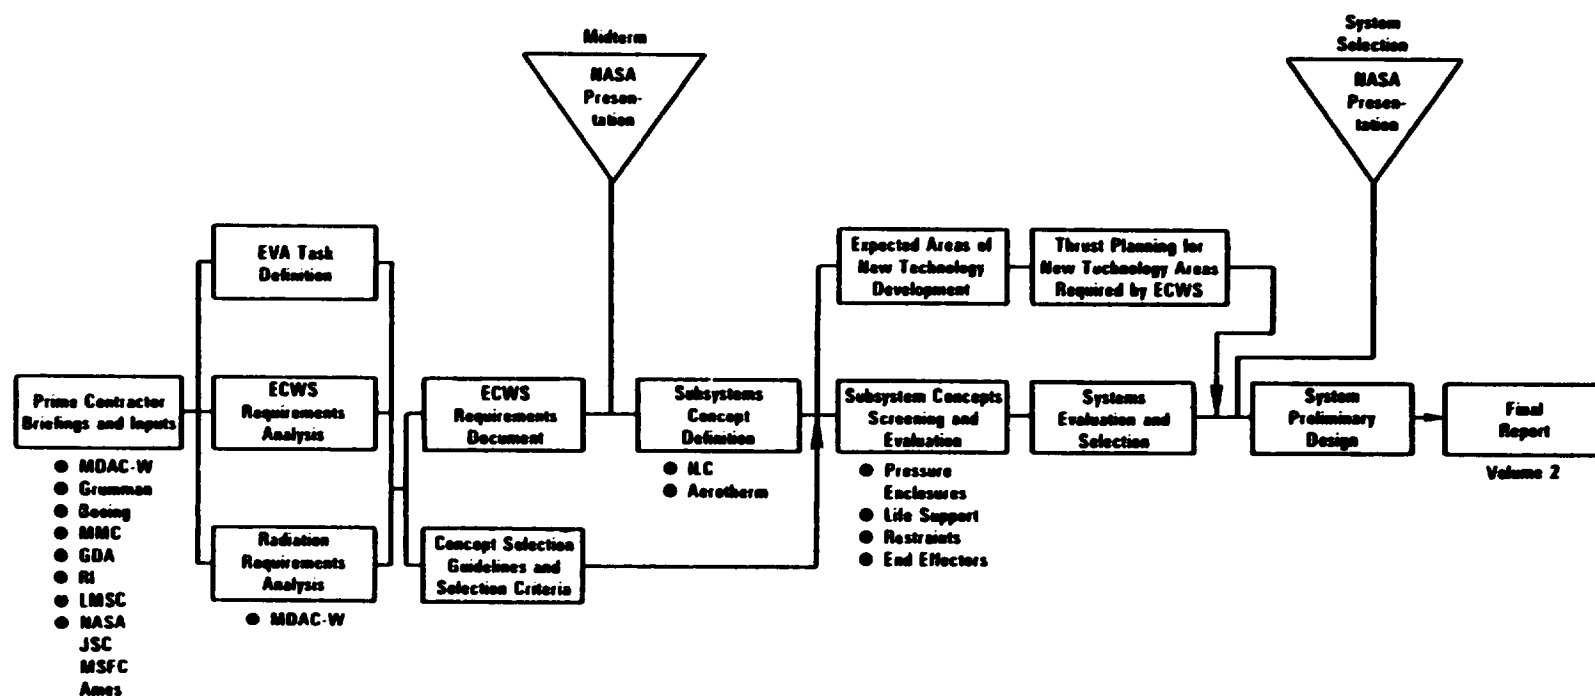 Midterm
NASA
Presen-
tation
System
Selection
NASA
Presen-
tation
EVA Task
Definition
Expected Areas of
New Technology
Development
Thrust Planning for
New Technology Areas
Required by ECWS
Prime Contractor
Briefings and Inputs
ECWS
Requirements
Analysis
ECWS
Requirements
Document
Subsystems
Concept
Definition
Subsystem Concepts
Screening and
Evaluation
Systems
Evaluation and
Selection
System
Preliminary
Design
Final
Report
Volume 2
● MDAC-W
● Grumman
● Boeing
● MMC
● GDA
● RI
● LMSC
● NASA
JSC
MSFC
Ames
Radiation
Requirements
Analysis
● MDAC-W
Concept Selection
Guidelines and
Selection Criteria
● ILC
● Aerotherm
● Pressure
Enclosures
● Life Support
● Restraints
● End Effectors